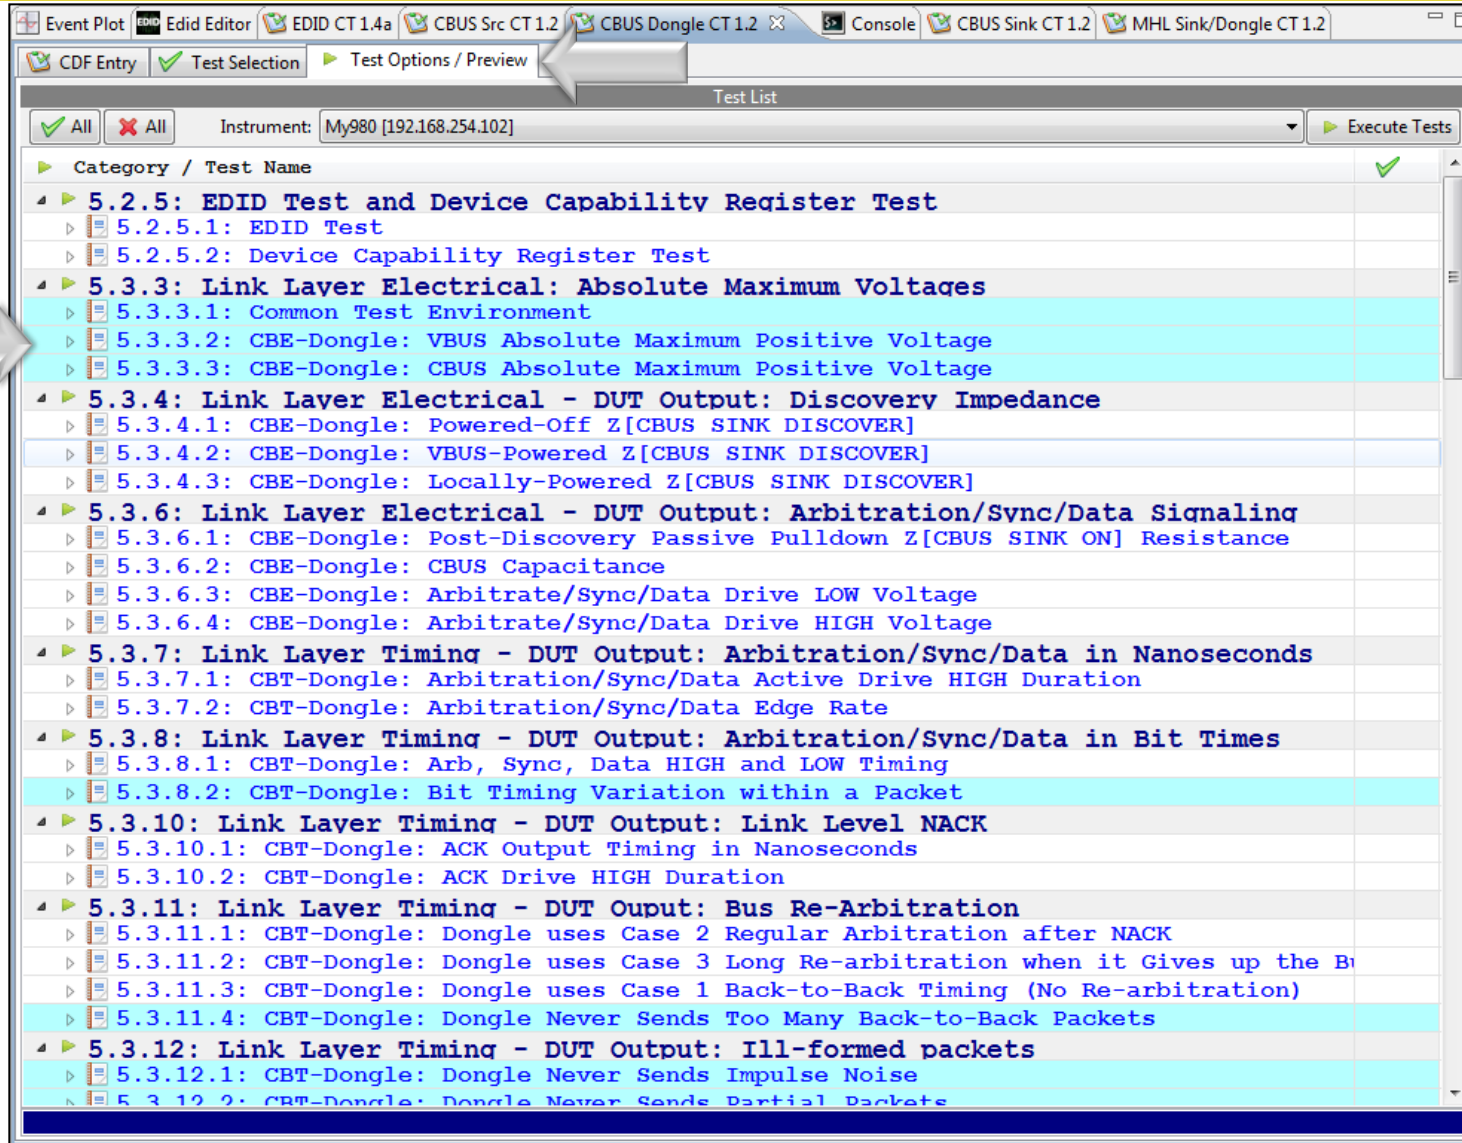 Event Plot EDID Edid Editor EDID CT 1.4a CBUS Src CT 1.2 CBUS Dongle CT 1.2 Console CBUS Sink CT 1.2 MHL Sink/Dongle CT 1.2
CDF Entry Test Selection Test Options / Preview
Test List
All All Instrument: My980 [192.168.254.102] Execute Tests
Category / Test Name
5.2.5: EDID Test and Device Capability Register Test
5.2.5.1: EDID Test
5.2.5.2: Device Capability Register Test
5.3.3: Link Layer Electrical: Absolute Maximum Voltages
5.3.3.1: Common Test Environment
5.3.3.2: CBE-Dongle: VBUS Absolute Maximum Positive Voltage
5.3.3.3: CBE-Dongle: CBUS Absolute Maximum Positive Voltage
5.3.4: Link Layer Electrical - DUT Output: Discovery Impedance
5.3.4.1: CBE-Dongle: Powered-Off Z[CBUS SINK DISCOVER]
5.3.4.2: CBE-Dongle: VBUS-Powered Z[CBUS SINK DISCOVER]
5.3.4.3: CBE-Dongle: Locally-Powered Z[CBUS SINK DISCOVER]
5.3.6: Link Layer Electrical - DUT Output: Arbitration/Sync/Data Signaling
5.3.6.1: CBE-Dongle: Post-Discovery Passive Pulldown Z[CBUS SINK ON] Resistance
5.3.6.2: CBE-Dongle: CBUS Capacitance
5.3.6.3: CBE-Dongle: Arbitrate/Sync/Data Drive LOW Voltage
5.3.6.4: CBE-Dongle: Arbitrate/Sync/Data Drive HIGH Voltage
5.3.7: Link Layer Timing - DUT Output: Arbitration/Sync/Data in Nanoseconds
5.3.7.1: CBT-Dongle: Arbitration/Sync/Data Active Drive HIGH Duration
5.3.7.2: CBT-Dongle: Arbitration/Sync/Data Edge Rate
5.3.8: Link Layer Timing - DUT Output: Arbitration/Sync/Data in Bit Times
5.3.8.1: CBT-Dongle: Arb, Sync, Data HIGH and LOW Timing
5.3.8.2: CBT-Dongle: Bit Timing Variation within a Packet
5.3.10: Link Layer Timing - DUT Output: Link Level NACK
5.3.10.1: CBT-Dongle: ACK Output Timing in Nanoseconds
5.3.10.2: CBT-Dongle: ACK Drive HIGH Duration
5.3.11: Link Layer Timing - DUT Ouput: Bus Re-Arbitration
5.3.11.1: CBT-Dongle: Dongle uses Case 2 Regular Arbitration after NACK
5.3.11.2: CBT-Dongle: Dongle uses Case 3 Long Re-arbitration when it Gives up the
5.3.11.3: CBT-Dongle: Dongle uses Case 1 Back-to-Back Timing (No Re-arbitration)
5.3.11.4: CBT-Dongle: Dongle Never Sends Too Many Back-to-Back Packets
5.3.12: Link Layer Timing - DUT Output: Ill-formed packets
5.3.12.1: CBT-Dongle: Dongle Never Sends Impulse Noise
5.3.12.2: CBT-Dongle: Dongle Never Sends Partial Packets